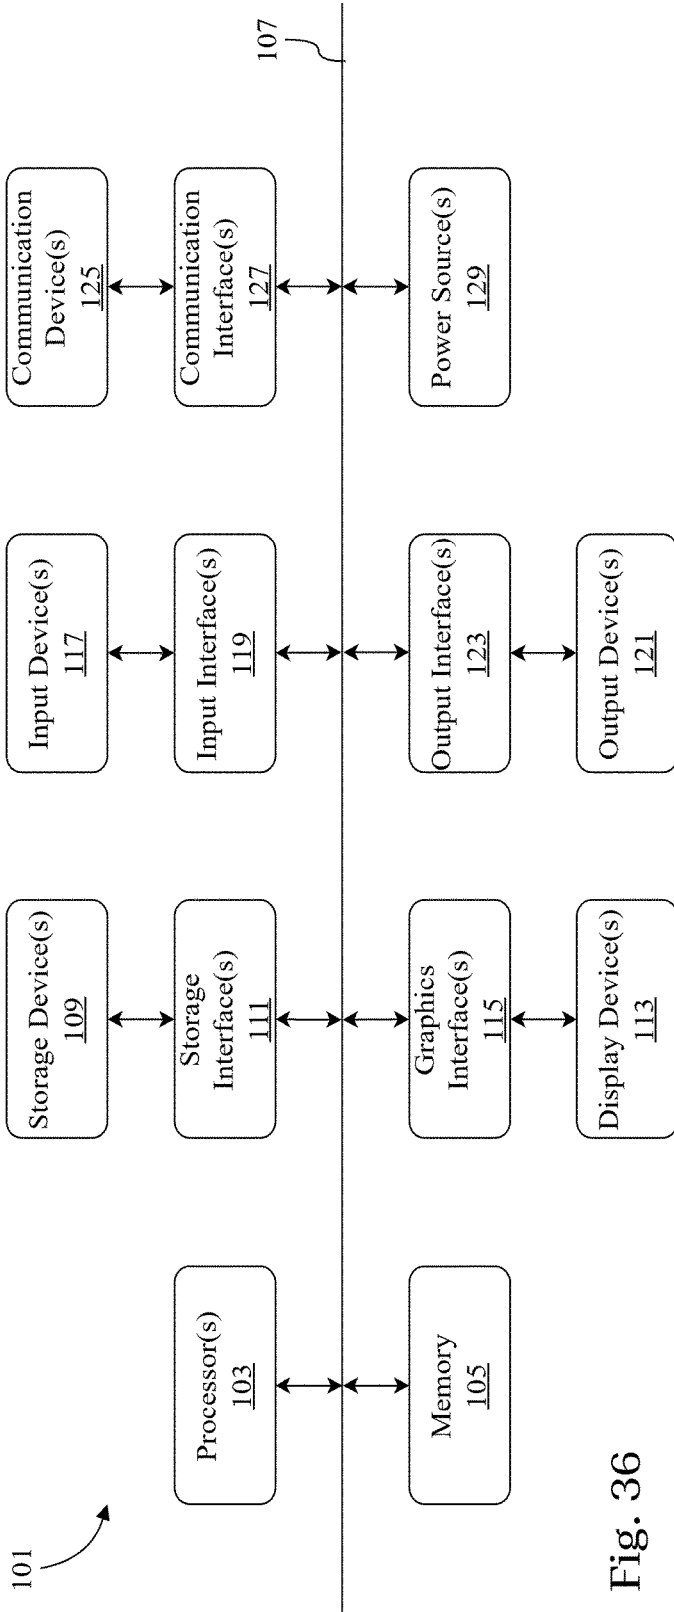 101
107
Storage Device(s)
109
Input Device(s)
117
Communication
Device(s)
125
Processor(s)
103
Storage
Interface(s)
111
Input Interface(s)
119
Communication
Interface(s)
127
Memory
105
Graphics
Interface(s)
115
Output Interface(s)
123
Power Source(s)
129
Display Device(s)
113
Output Device(s)
121
Fig. 36